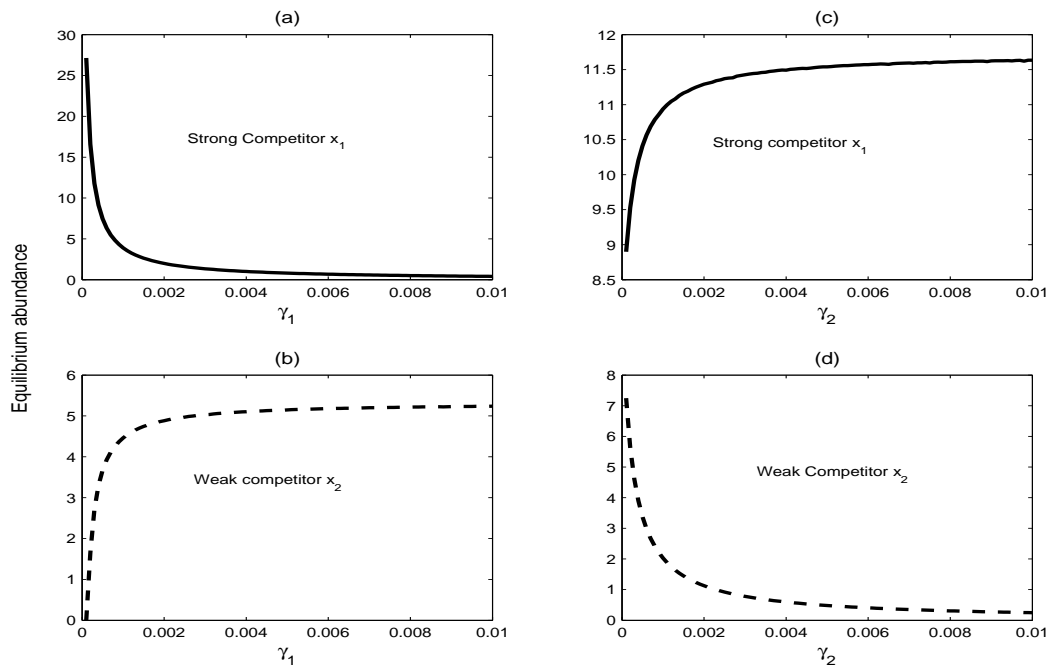 (a)
30
25
20
15
10
5
0
Strong Competitor x₁
0 0.002 0.004 0.006 0.008 0.01
γ₁
(c)
12
11.5
11
10.5
10
9.5
9
8.5
Strong competitor x₁
0 0.002 0.004 0.006 0.008 0.01
γ₂
Equilibrium abundance
(b)
6
5
4
3
2
1
0
Weak competitor x₂
0 0.002 0.004 0.006 0.008 0.01
γ₁
(d)
8
7
6
5
4
3
2
1
0
Weak Competitor x₂
0 0.002 0.004 0.006 0.008 0.01
γ₂